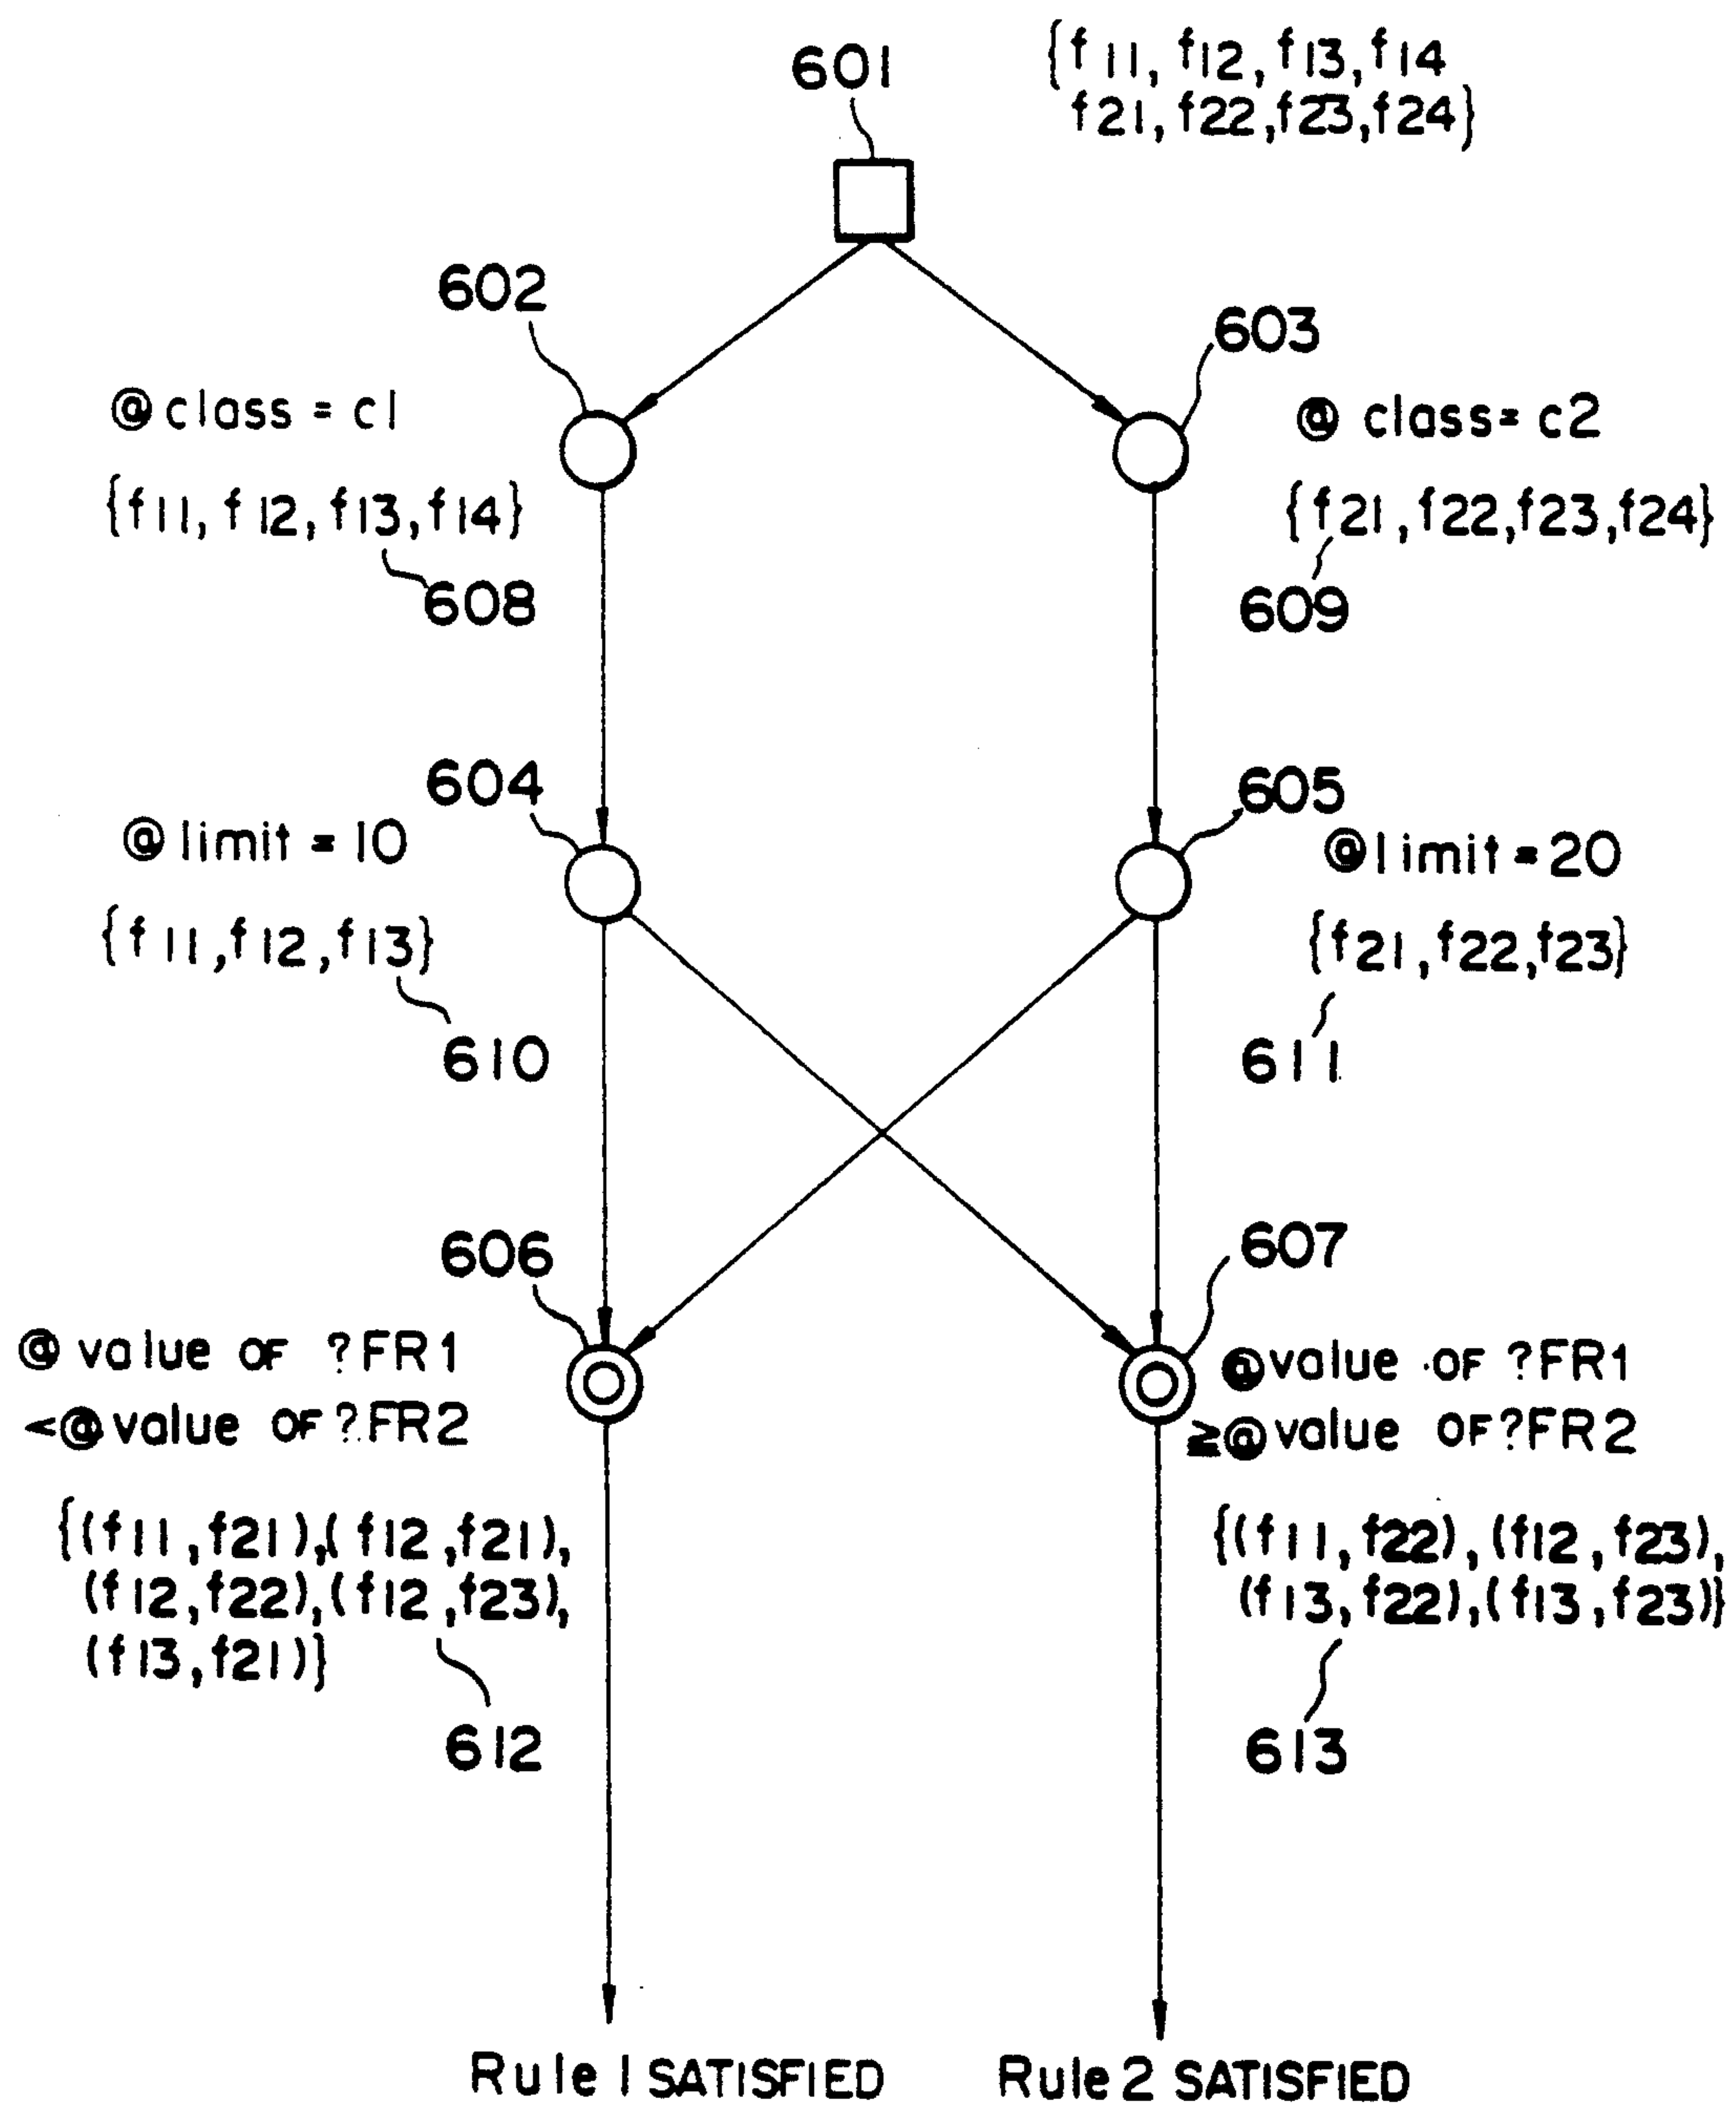 601
{f11, f12, f13, f14
f21, f22, f23, f24}
602
603
@ class = c1
@ class = c2
{f11, f12, f13, f14}
{f21, f22, f23, f24}
608
609
604
605
@ limit = 10
@ limit = 20
{f11, f12, f13}
{f21, f22, f23}
610
611
606
607
@ value OF ?FR1
< @ value OF ?FR2
@ value OF ?FR1
≧ @ value OF ?FR2
{(f11, f21), (f12, f21),
(f12, f22), (f12, f23),
(f13, f21)}
{(f11, f22), (f12, f23),
(f13, f22), (f13, f23)}
612
613
Rule 1 SATISFIED
Rule 2 SATISFIED